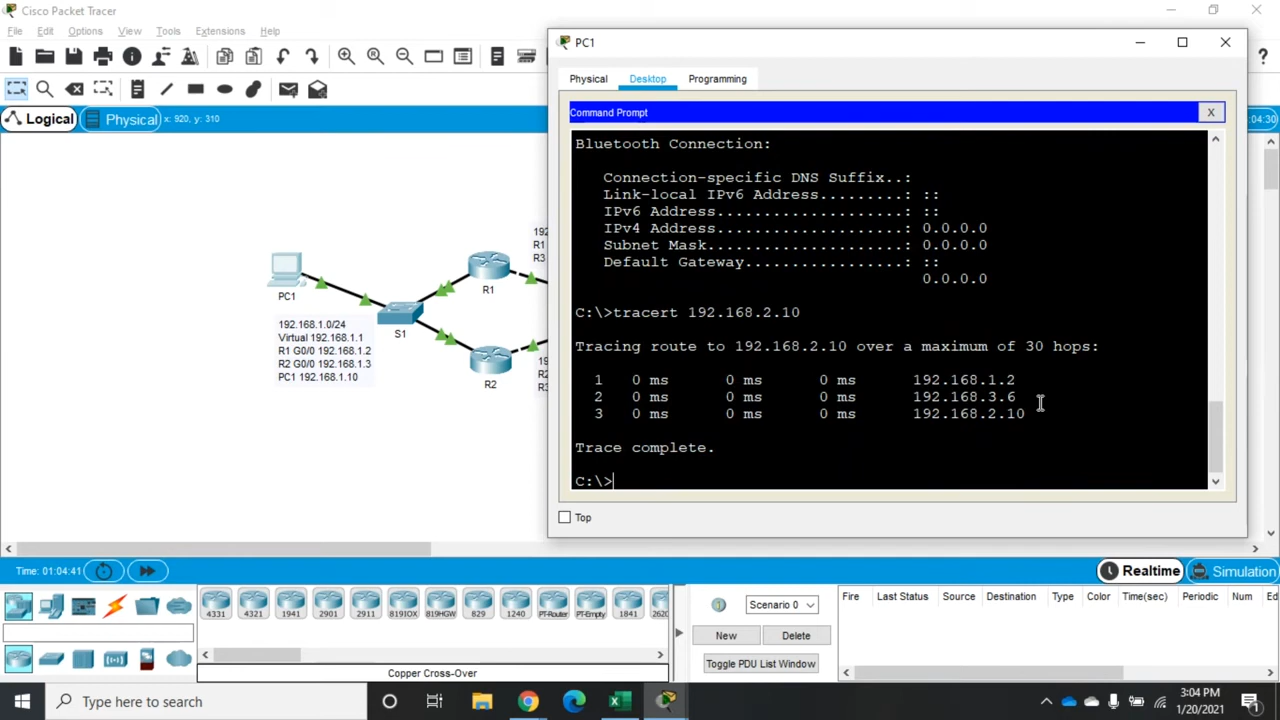 Cisco Packet Tracer
File Edit Options View Tools Extensions Help
?
Logical Physical x: 920, y: 310
:04:30
PC1
Physical Desktop Programming
Command Prompt
X
Bluetooth Connection:
Connection-specific DNS Suffix..:
Link-local IPv6 Address.........: ::
IPv6 Address....................: ::
IPv4 Address....................: 0.0.0.0
Subnet Mask.....................: 0.0.0.0
Default Gateway.................: ::
0.0.0.0
C:\>tracert 192.168.2.10
Tracing route to 192.168.2.10 over a maximum of 30 hops:
1 0 ms 0 ms 0 ms 192.168.1.2
2 0 ms 0 ms 0 ms 192.168.3.6
3 0 ms 0 ms 0 ms 192.168.2.10
Trace complete.
C:\>
Top
PC1
S1
R1
R2
192.168.1.0/24
Virtual 192.168.1.1
R1 G0/0 192.168.1.2
R2 G0/0 192.168.1.3
PC1 192.168.1.10
192
R1
R3
Time: 01:04:41
Realtime Simulation
4331 4321 1941 2901 2911 819IOX 819HGW 829 1240 PT-Router PT-Empty 1841 2620
Copper Cross-Over
Scenario 0
New Delete
Toggle PDU List Window
Fire Last Status Source Destination Type Color Time(sec) Periodic Num Ed
Type here to search
3:04 PM
1/20/2021
1